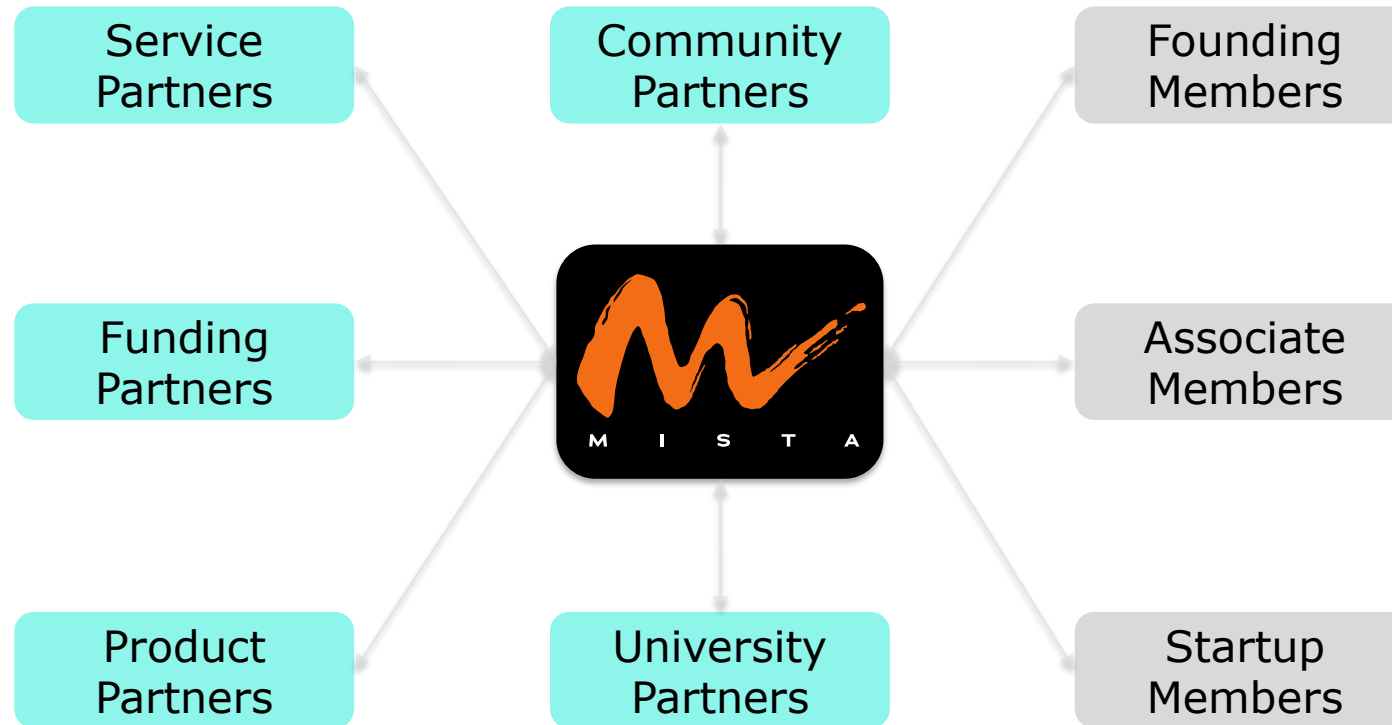 Service
Partners
Community
Partners
Founding
Members
Funding
Partners
M I S T A
Associate
Members
Product
Partners
University
Partners
Startup
Members